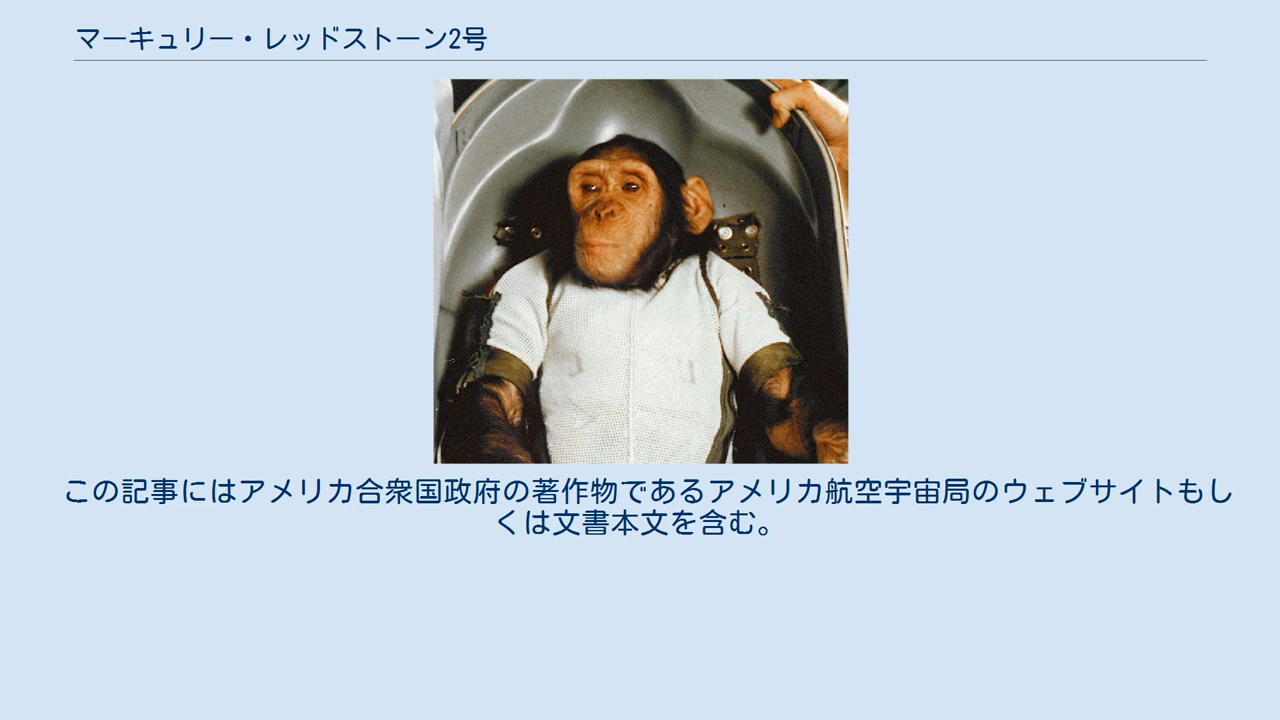 マーキュリー・レッドストーン2号
この記事にはアメリカ合衆国政府の著作物であるアメリカ航空宇宙局のウェブサイトもし
くは文書本文を含む。